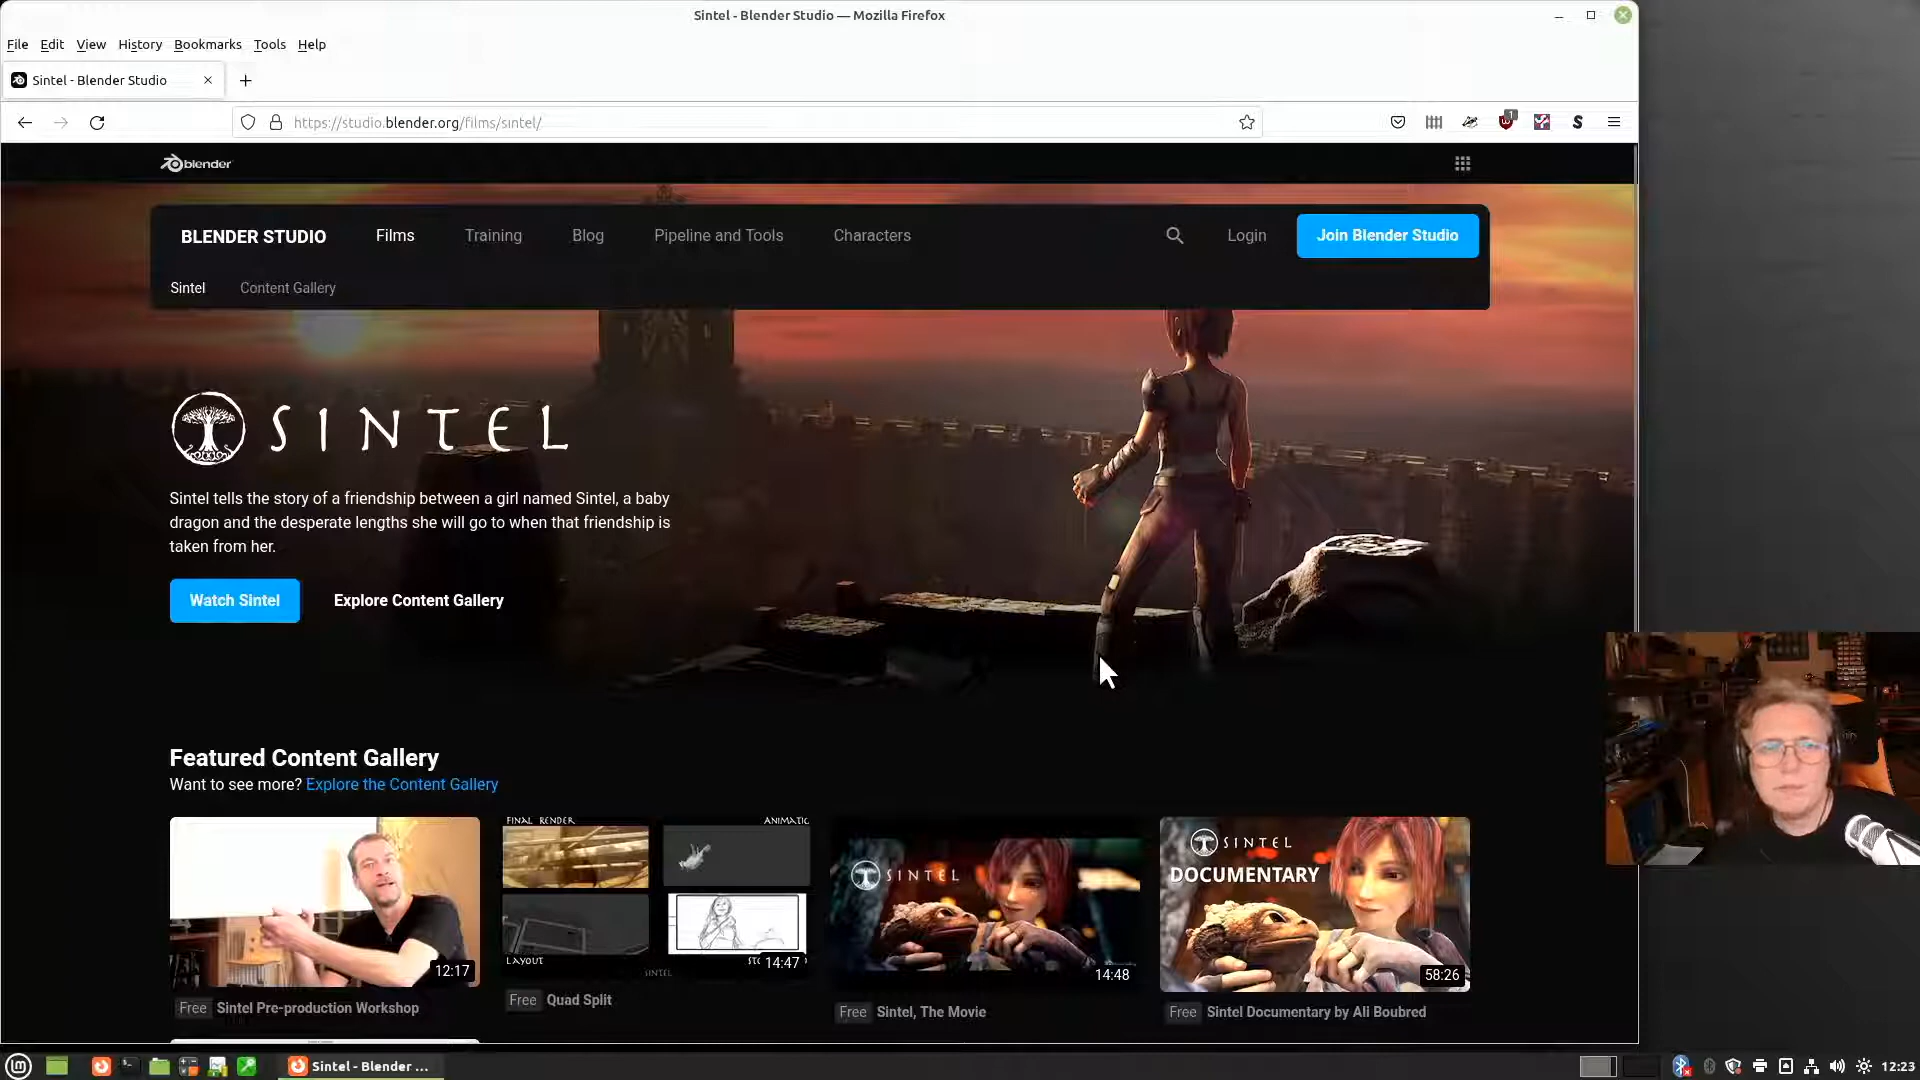 Sintel - Blender Studio — Mozilla Firefox
File Edit View History Bookmarks Tools Help
Sintel - Blender Studio
https://studio.blender.org/films/sintel/
1
blender
BLENDER STUDIO Films Training Blog Pipeline and Tools Characters Login Join Blender Studio
Sintel Content Gallery
SINTEL
Sintel tells the story of a friendship between a girl named Sintel, a baby
dragon and the desperate lengths she will go to when that friendship is
taken from her.
Watch Sintel Explore Content Gallery
Featured Content Gallery
Want to see more? Explore the Content Gallery
12:17
Free Sintel Pre-production Workshop
FINAL RENDER ANIMATIC
LAYOUT
SINTEL
14:47
Free Quad Split
SINTEL
14:48
Free Sintel, The Movie
SINTEL
DOCUMENTARY
58:26
Free Sintel Documentary by Ali Boubred
Sintel - Blender ...
12:23